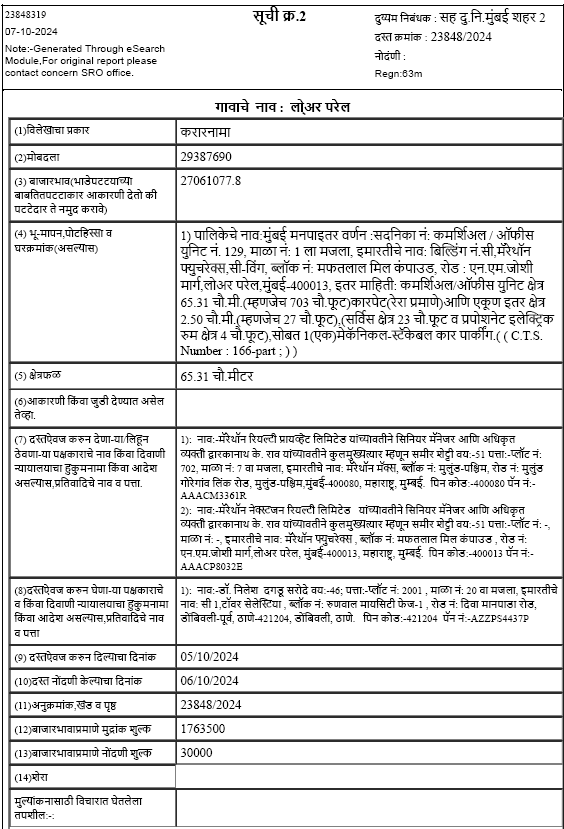 23848319
07-10-2024
Note:-Generated Through eSearch
Module,For original report please
contact concern SRO office.
सूची क्र.2
दुय्यम निबंधक : सह दु.नि.मुंबई शहर 2
दस्त क्रमांक : 23848/2024
नोदंणी :
Regn:63m
गावाचे नाव : लोअर परेल
(1)विलेखाचा प्रकार
करारनामा
(2)मोबदला
29387690
(3) बाजारभाव(भाडेपटटयाच्या
बाबतितपटटाकार आकारणी देतो की
पटटेदार ते नमुद करावे)
27061077.8
(4) भू-मापन,पोटहिस्सा व
घरक्रमांक(असल्यास)
1) पालिकेचे नाव:मुंबई मनपाइतर वर्णन :सदनिका नं: कमर्शिअल / ऑफीस
युनिट नं. 129, माळा नं: 1 ला मजला, इमारतीचे नाव: बिल्डिंग नं.सी,मॅरेथॉन
फ्युचरेक्स,सी-विंग, ब्लॉक नं: मफतलाल मिल कंपाउड, रोड : एन.एम.जोशी
मार्ग,लोअर परेल,मुंबई-400013, इतर माहिती: कमर्शिअल/ऑफीस युनिट क्षेत्र
65.31 चौ.मी.(म्हणजेच 703 चौ.फूट)कारपेट(रेरा प्रमाणे)आणि एकूण इतर क्षेत्र
2.50 चौ.मी.(म्हणजेच 27 चौ.फूट),(सर्विस क्षेत्र 23 चौ.फूट व प्रपोशनेट इलेक्ट्रिक
रुम क्षेत्र 4 चौ.फूट),सोबत 1(एक)मेकॅनिकल-स्टॅकेबल कार पार्कींग.( ( C.T.S.
Number : 166-part ; ) )
(5) क्षेत्रफळ
65.31 चौ.मीटर
(6)आकारणी किंवा जुडी देण्यात असेल
तेव्हा.
(7) दस्तऐवज करुन देणा-या/लिहून
ठेवणा-या पक्षकाराचे नाव किंवा दिवाणी
न्यायालयाचा हुकुमनामा किंवा आदेश
असल्यास,प्रतिवादिचे नाव व पत्ता.
1): नाव:-मॅरेथॉन रियल्टी प्रायव्हेट लिमिटेड यांच्यावतीने सिनियर मॅनेजर आणि अधिकृत
व्यक्ती द्वारकानाथ के. राव यांच्यावतीने कुलमुखत्यार म्हणून समीर शेट्टी वय:-51 पत्ता:-प्लॉट नं:
702, माळा नं: 7 वा मजला, इमारतीचे नाव: मॅरेथॉन मॅक्स, ब्लॉक नं: मुलुंड-पश्चिम, रोड नं: मुलुंड
गोरेगांव लिंक रोड, मुलुंड-पश्चिम,मुंबई-400080, महाराष्ट्र, मुम्बई. पिन कोड:-400080 पॅन नं:-
AAACM3361R
2): नाव:-मॅरेथॉन नेक्स्टजन रियल्टी लिमिटेड यांच्यावतीने सिनियर मॅनेजर आणि अधिकृत
व्यक्ती द्वारकानाथ के. राव यांच्यावतीने कुलमुखत्यार म्हणून समीर शेट्टी वय:-51 पत्ता:-प्लॉट नं: -,
माळा नं: -, इमारतीचे नाव: मॅरेथॉन फ्युचरेक्स , ब्लॉक नं: मफतलाल मिल कंपाउंड , रोड नं:
एन.एम.जोशी मार्ग,लोअर परेल, मुंबई-400013, महाराष्ट्र, मुम्बई. पिन कोड:-400013 पॅन नं:-
AAACP8032E
(8)दस्तऐवज करुन घेणा-या पक्षकाराचे
व किंवा दिवाणी न्यायालयाचा हुकुमनामा
किंवा आदेश असल्यास,प्रतिवादिचे नाव
व पत्ता
1): नाव:-डॉ. निलेश दगडू सरोदे वय:-46; पत्ता:-प्लॉट नं: 2001 , माळा नं: 20 वा मजला, इमारतीचे
नाव: सी 1,टॉवर सेलेस्टिया , ब्लॉक नं: रुणवाल मायसिटी फेज-1 , रोड नं: दिवा मानपाडा रोड,
डोंबिवली-पूर्व, ठाणे-421204, डोंबिवली, ठाणे. पिन कोड:-421204 पॅन नं:-AZZPS4437P
(9) दस्तऐवज करुन दिल्याचा दिनांक
05/10/2024
(10)दस्त नोंदणी केल्याचा दिनांक
06/10/2024
(11)अनुक्रमांक,खंड व पृष्ठ
23848/2024
(12)बाजारभावाप्रमाणे मुद्रांक शुल्क
1763500
(13)बाजारभावाप्रमाणे नोंदणी शुल्क
30000
(14)शेरा
मुल्यांकनासाठी विचारात घेतलेला
तपशील:-: